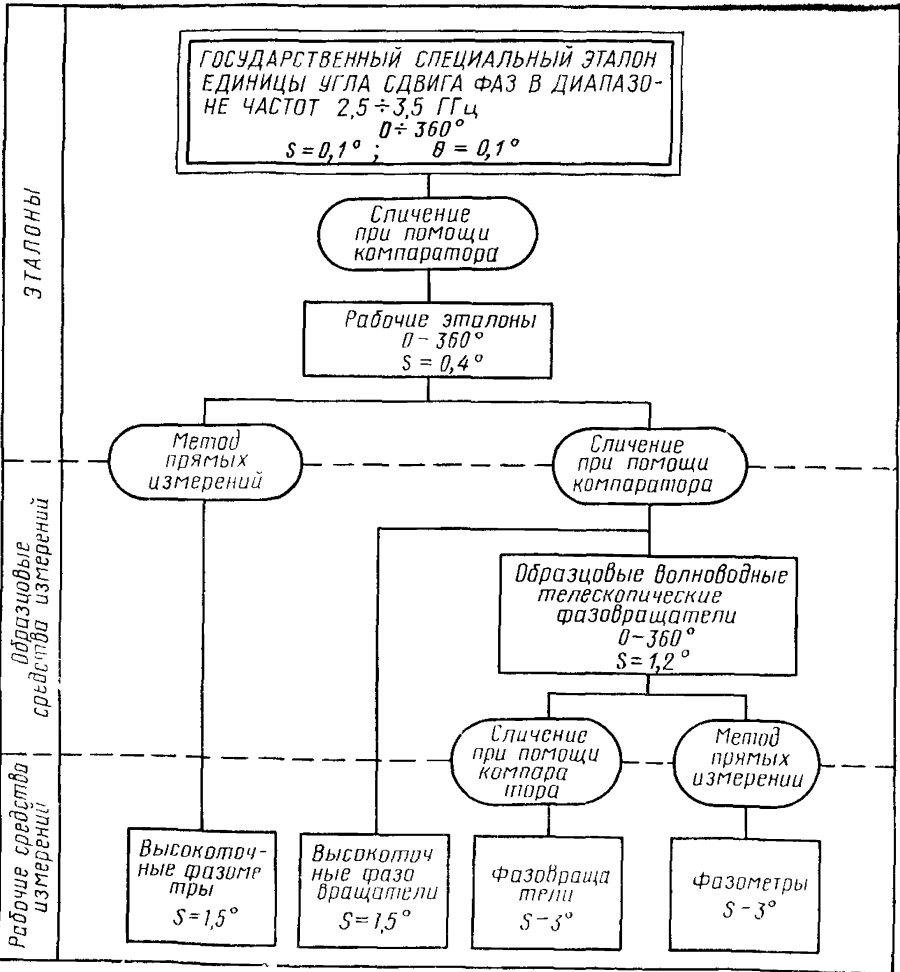 ГОСУДАРСТВЕННЫЙ СПЕЦИАЛЬНЫЙ ЭТАЛОН
ЕДИНИЦЫ УГЛА СДВИГА ФАЗ В ДИАПАЗО-
НЕ ЧАСТОТ 2,5÷3,5 ГГц
0÷360°
S=0,1°; θ=0,1°
Сличение
при помощи
компаратора
ЭТАЛОНЫ
Рабочие эталоны
0-360°
S=0,4°
Метод
прямых
измерений
Сличение
при помощи
компаратора
Образцовые
средства измерений
Образцовые волноводные
телескопические
фазовращатели
0-360°
S=1,2°
Сличение
при помощи
компара
тора
Метод
прямых
измерений
Рабочие средства
измерений
Высокоточ-
ные фазоме
тры
S=1,5°
Высокоточ
ные фазо
вращатели
S=1,5°
Фазовраща
тели
S-3°
Фазометры
S-3°